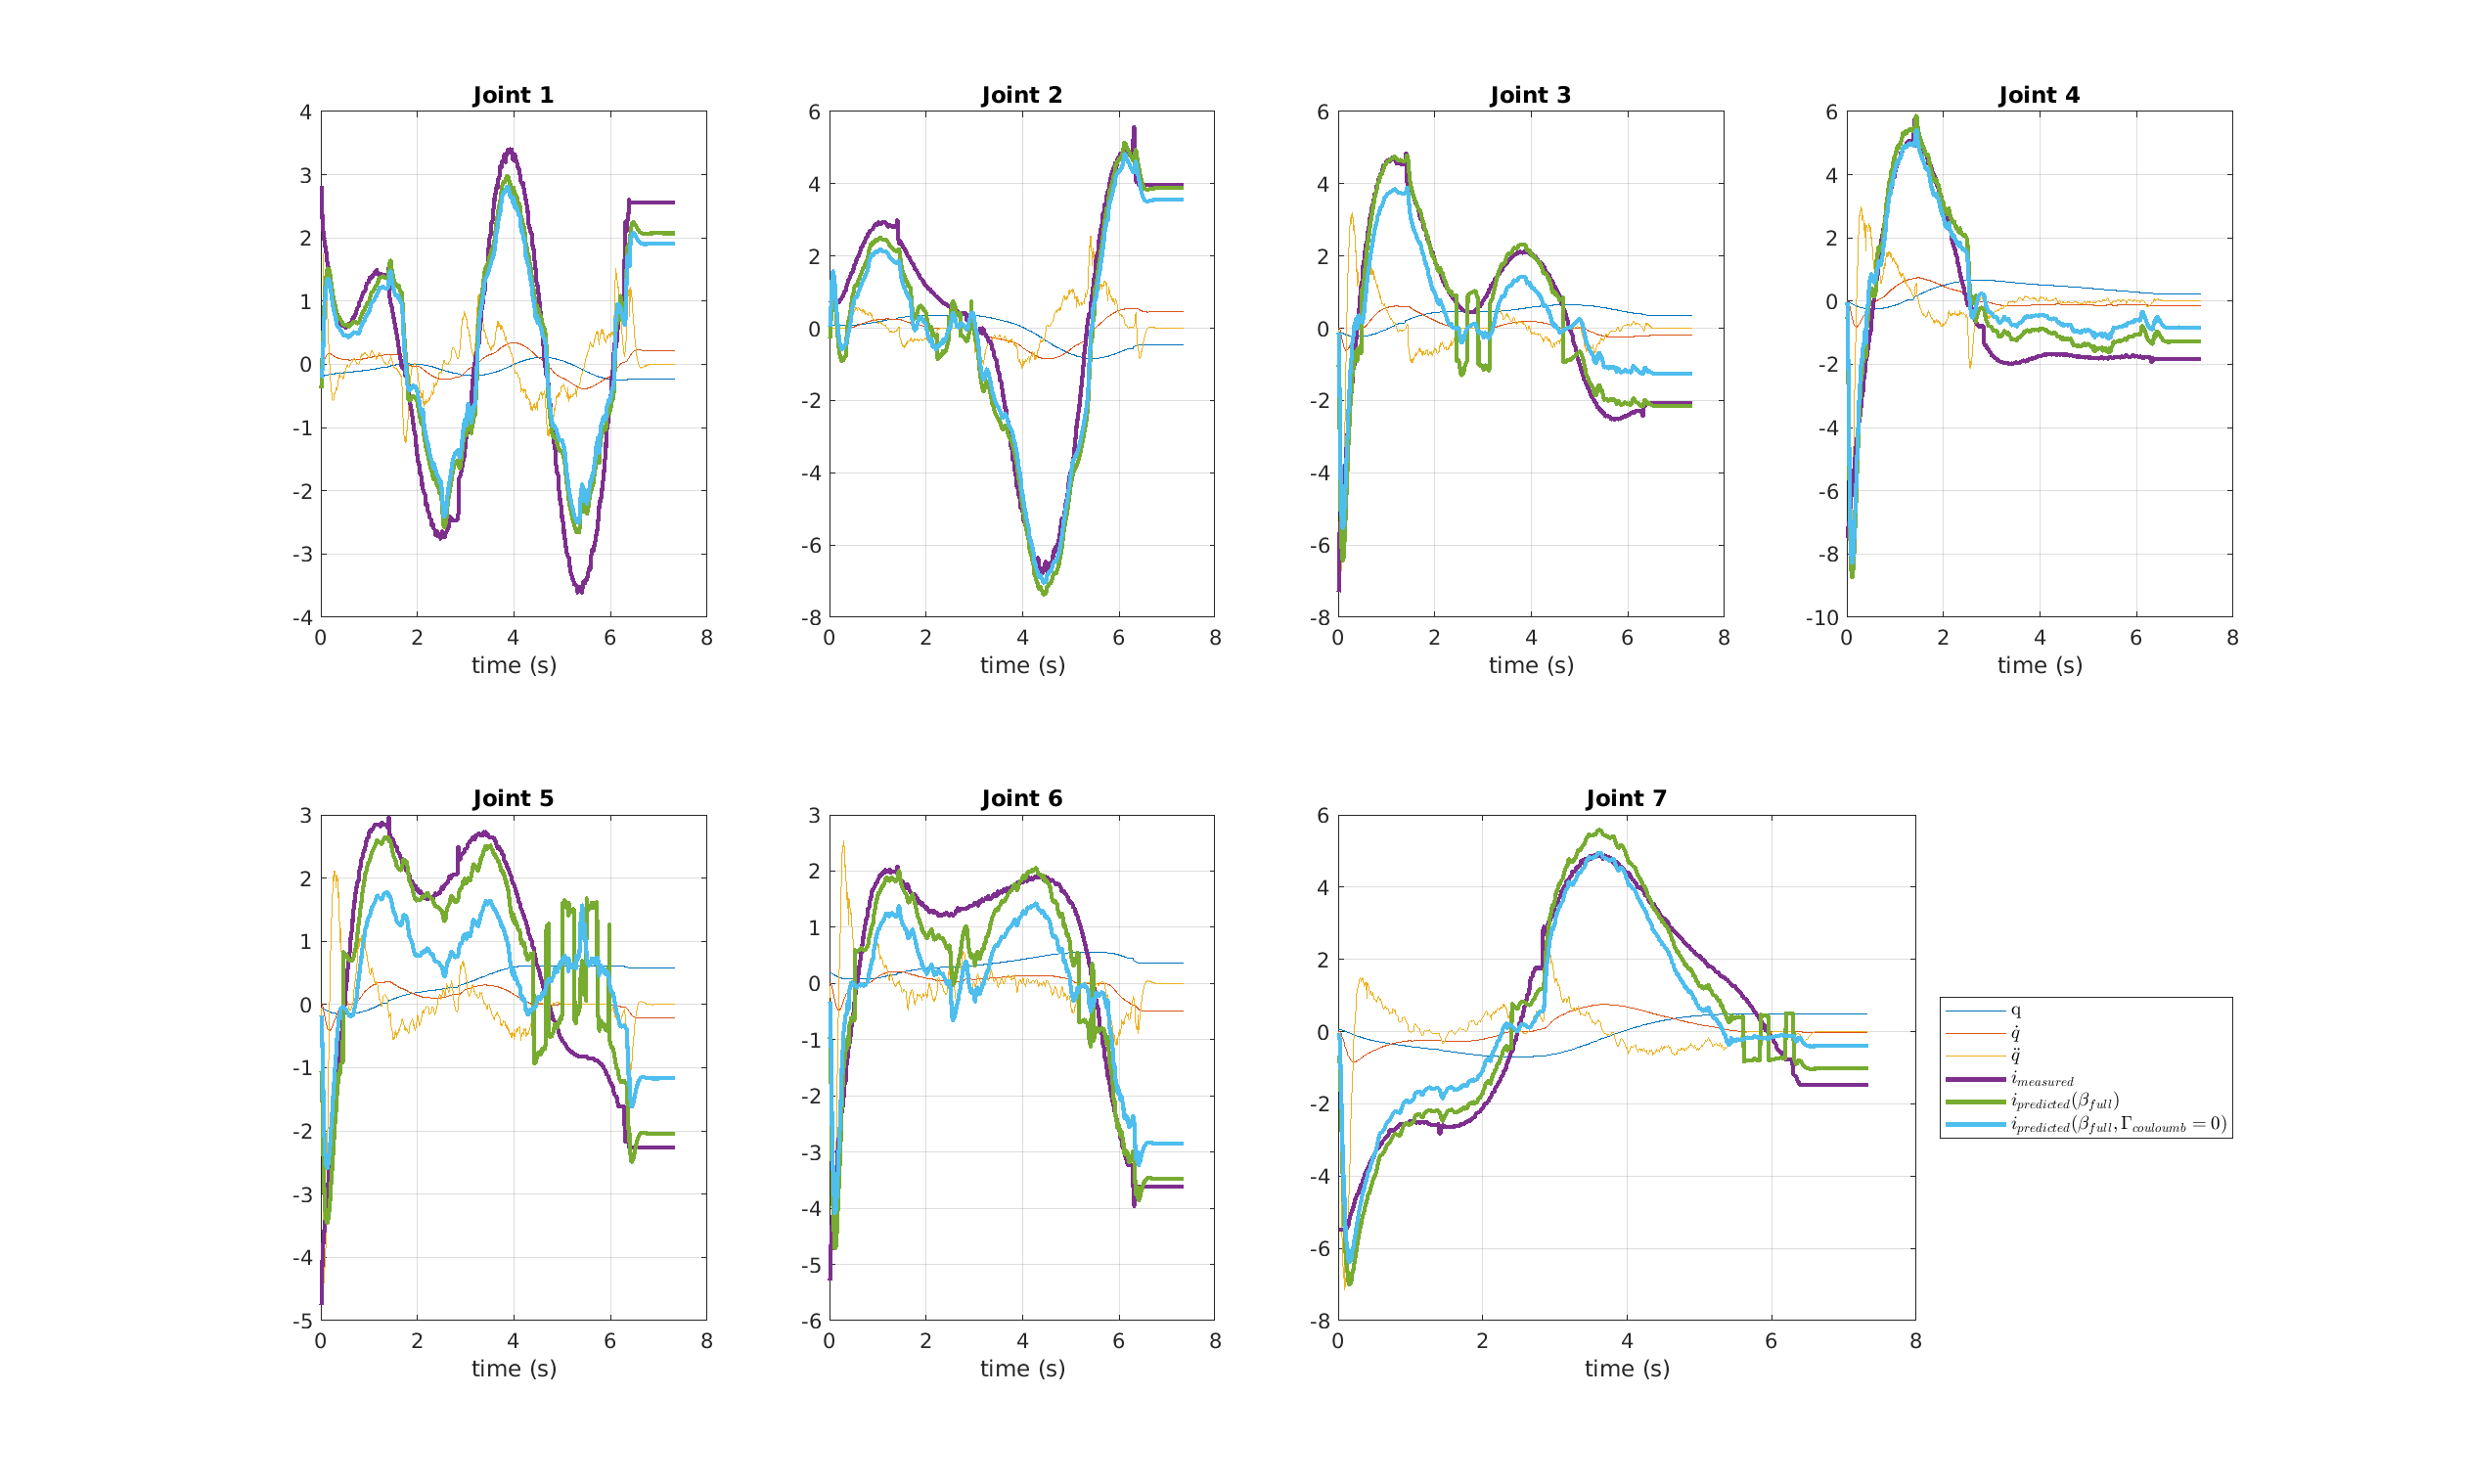 Joint 1
4
3
2
1
0
-1
-2
-3
-4
0 2 4 6 8
time (s)
Joint 2
6
4
2
0
-2
-4
-6
-8
0 2 4 6 8
time (s)
Joint 3
6
4
2
0
-2
-4
-6
-8
0 2 4 6 8
time (s)
Joint 4
6
4
2
0
-2
-4
-6
-8
-10
0 2 4 6 8
time (s)
Joint 5
3
2
1
0
-1
-2
-3
-4
-5
0 2 4 6 8
time (s)
Joint 6
3
2
1
0
-1
-2
-3
-4
-5
-6
0 2 4 6 8
time (s)
Joint 7
6
4
2
0
-2
-4
-6
-8
0 2 4 6 8
time (s)
q
q̇
q̈
i_measured
i_predicted(β_full)
i_predicted(β_full, Γ_couloumb = 0)